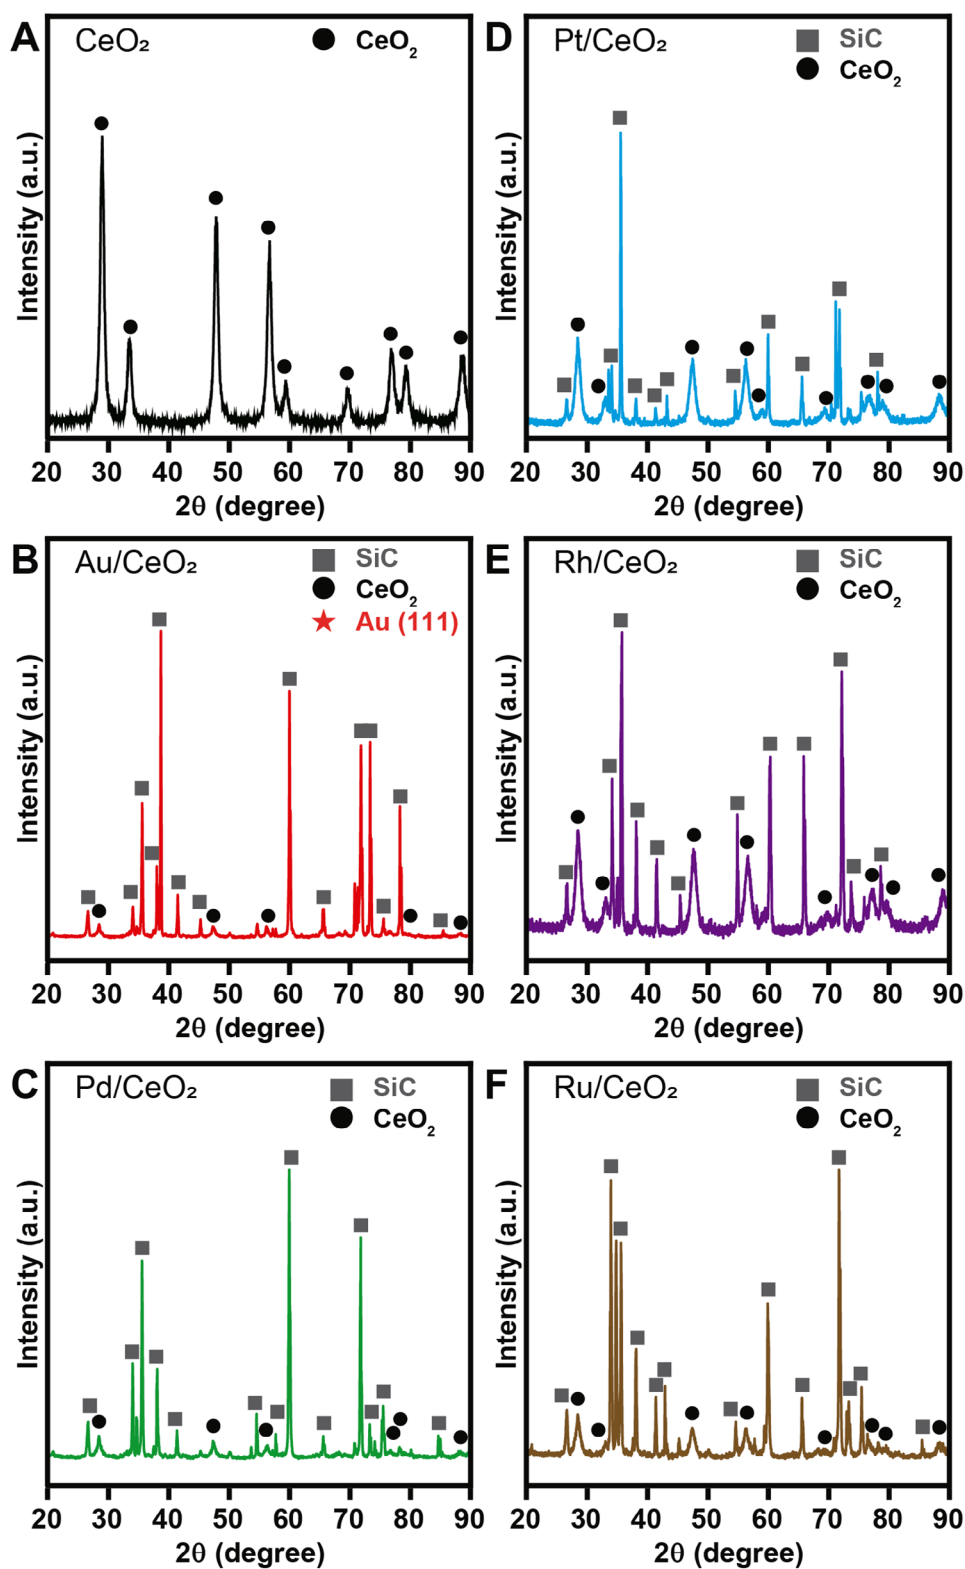 A CeO₂ ● CeO₂
Intensity (a.u.)
20 30 40 50 60 70 80 90
2θ (degree)
D Pt/CeO₂ SiC
CeO₂
Intensity (a.u.)
20 30 40 50 60 70 80 90
2θ (degree)
B Au/CeO₂ SiC
CeO₂
Au (111)
Intensity (a.u.)
20 30 40 50 60 70 80 90
2θ (degree)
E Rh/CeO₂ SiC
CeO₂
Intensity (a.u.)
20 30 40 50 60 70 80 90
2θ (degree)
C Pd/CeO₂ SiC
CeO₂
Intensity (a.u.)
20 30 40 50 60 70 80 90
2θ (degree)
F Ru/CeO₂ SiC
CeO₂
Intensity (a.u.)
20 30 40 50 60 70 80 90
2θ (degree)